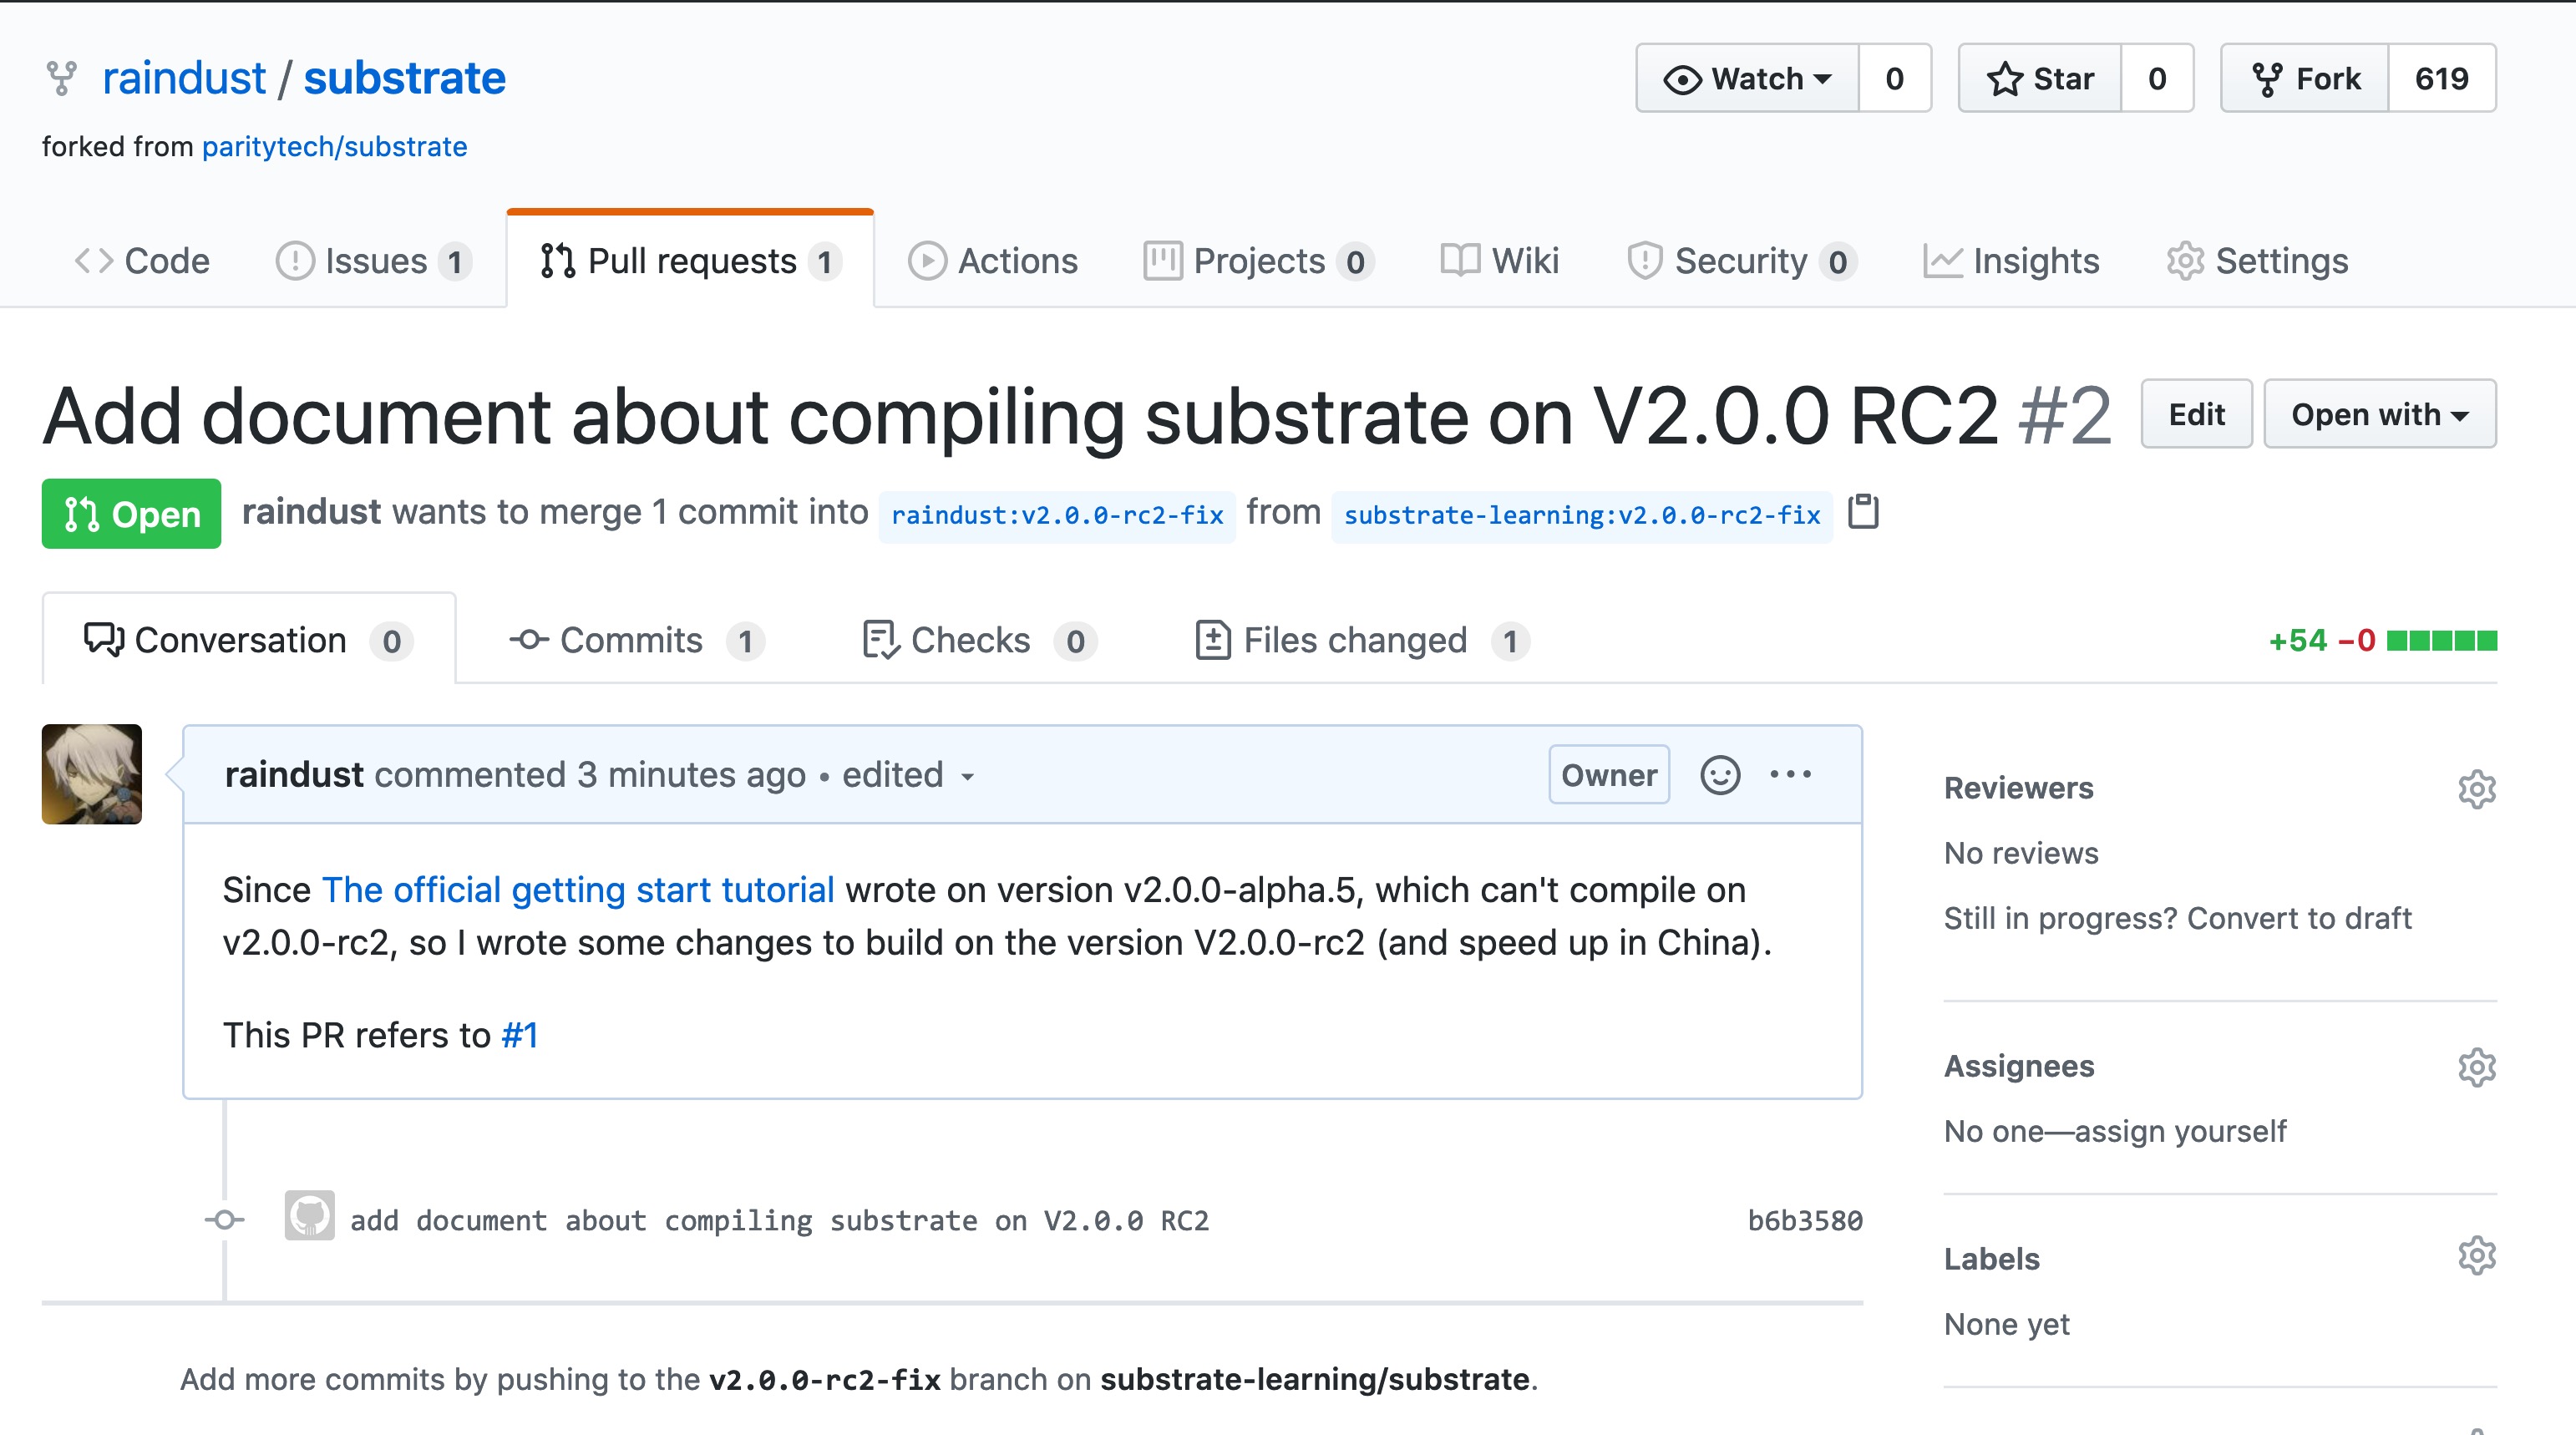 raindust / substrate
Watch 0
Star 0
Fork 619
forked from paritytech/substrate
Code
Issues 1
Pull requests 1
Actions
Projects 0
Wiki
Security 0
Insights
Settings
Add document about compiling substrate on V2.0.0 RC2 #2
Edit
Open with
Open
raindust wants to merge 1 commit into raindust:v2.0.0-rc2-fix from substrate-learning:v2.0.0-rc2-fix
Conversation 0
Commits 1
Checks 0
Files changed 1
+54 −0
raindust commented 3 minutes ago • edited
Owner
Since The official getting start tutorial wrote on version v2.0.0-alpha.5, which can't compile on
v2.0.0-rc2, so I wrote some changes to build on the version V2.0.0-rc2 (and speed up in China).
This PR refers to #1
add document about compiling substrate on V2.0.0 RC2
b6b3580
Add more commits by pushing to the v2.0.0-rc2-fix branch on substrate-learning/substrate.
Reviewers
No reviews
Still in progress? Convert to draft
Assignees
No one—assign yourself
Labels
None yet